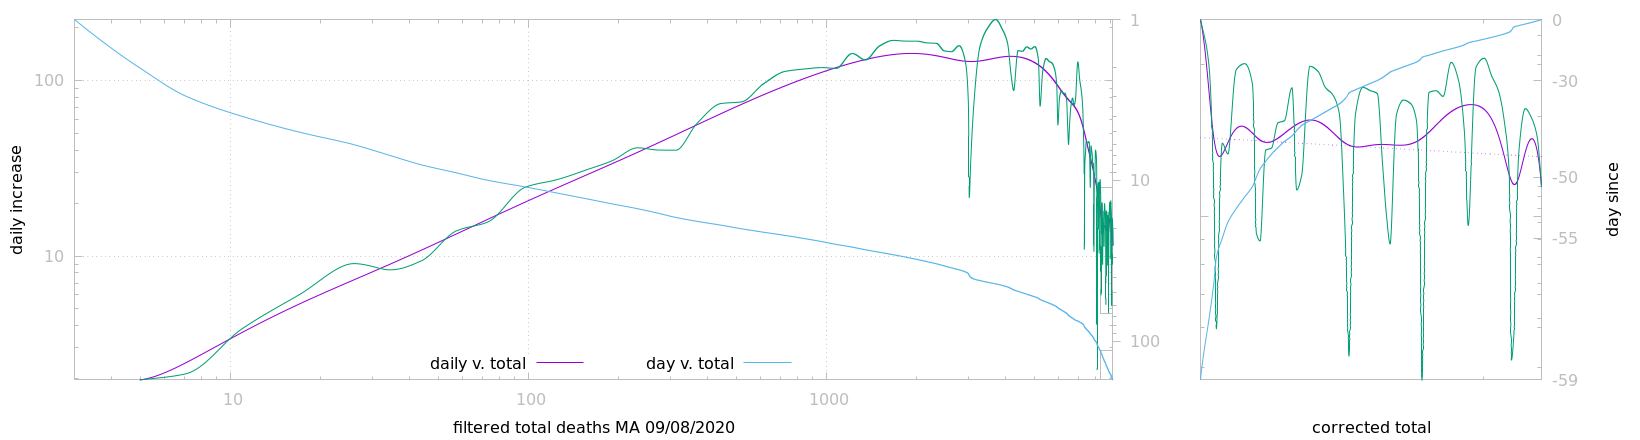 daily increase
100
10
1
10
100
daily v. total
day v. total
10
100
1000
filtered total deaths MA 09/08/2020
0
-30
-50
-55
-59
day since
corrected total